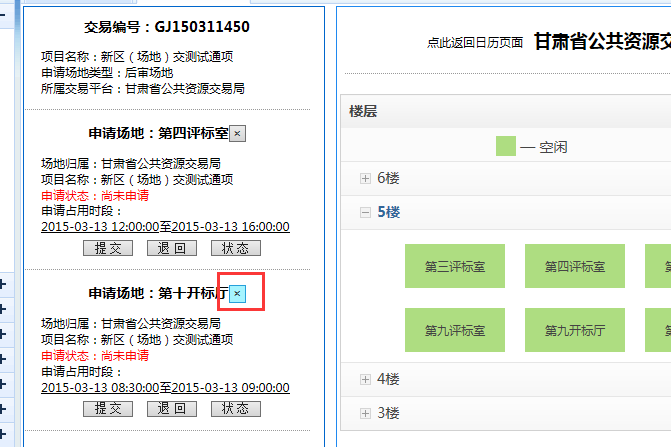 交易编号：GJ150311450
项目名称：新区（场地）交测试通项
申请场地类型：后审场地
所属交易平台：甘肃省公共资源交易局
申请场地：第四评标室
场地归属：甘肃省公共资源交易局
项目名称：新区（场地）交测试通项
申请状态：尚未申请
申请占用时段：
2015-03-13 12:00:00至2015-03-13 16:00:00
提 交 退 回 状 态
申请场地：第十开标厅
场地归属：甘肃省公共资源交易局
项目名称：新区（场地）交测试通项
申请状态：尚未申请
申请占用时段：
2015-03-13 08:30:00至2015-03-13 09:00:00
提 交 退 回 状 态
点此返回日历页面 甘肃省公共资源交
楼层
— 空闲
6楼
5楼
第三评标室 第四评标室 第
第九评标室 第九开标厅 第
4楼
3楼